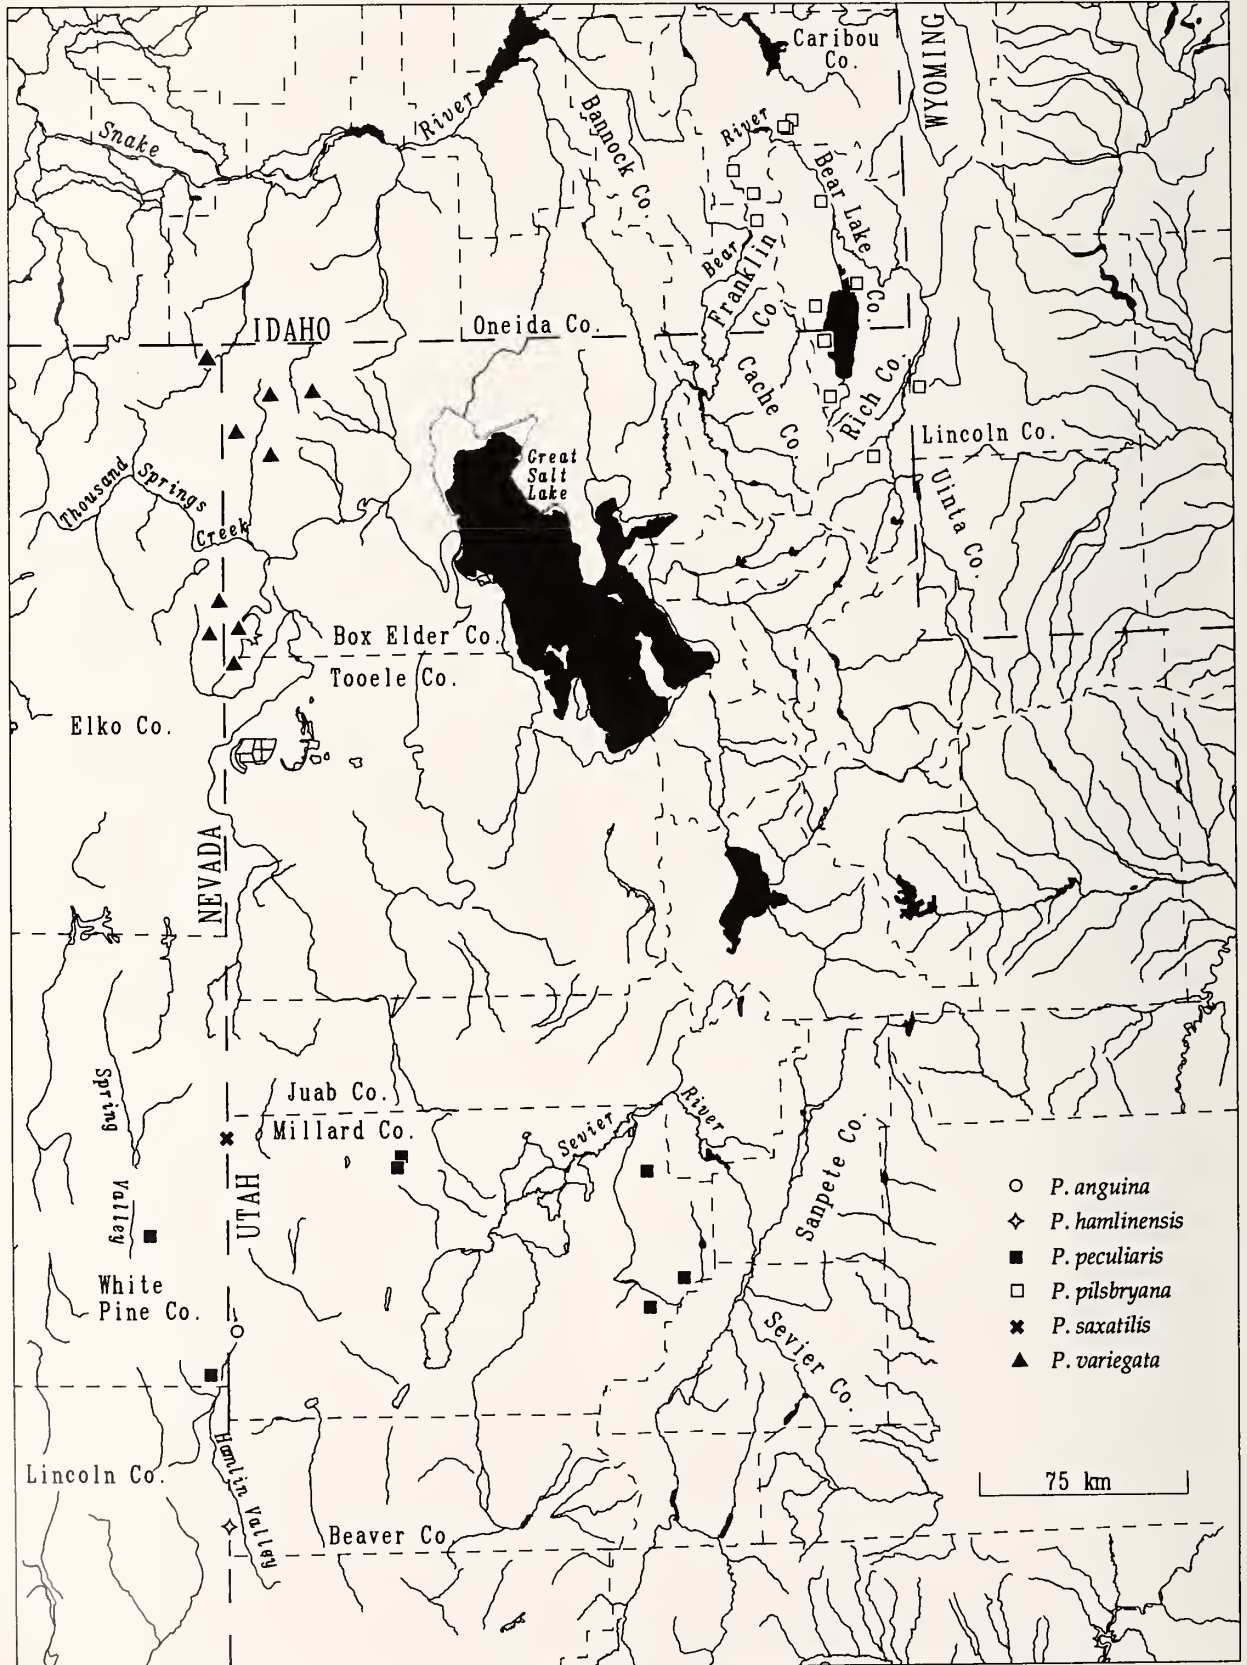 Caribou
Co.
WYOMING
Snake
River
Bannock Co.
River
Bear Lake
Co.
Bear
Franklin
Co.
IDAHO
Oneida Co.
Cache Co.
Rich Co.
Lincoln Co.
Uinta Co.
Great
Salt
Lake
Thousand
Springs
Creek
Box Elder Co.
Tooele Co.
Elko Co.
NEVADA
Spring
Valley
Juab Co.
Millard Co.
Sevier
River
UTAH
Sanpete Co.
White
Pine Co.
Sevier Co.
Hamlin Valley
Lincoln Co.
Beaver Co.
P. anguina
P. hamlinensis
P. peculiaris
P. pilsbryana
P. saxatilis
P. variegata
75 km